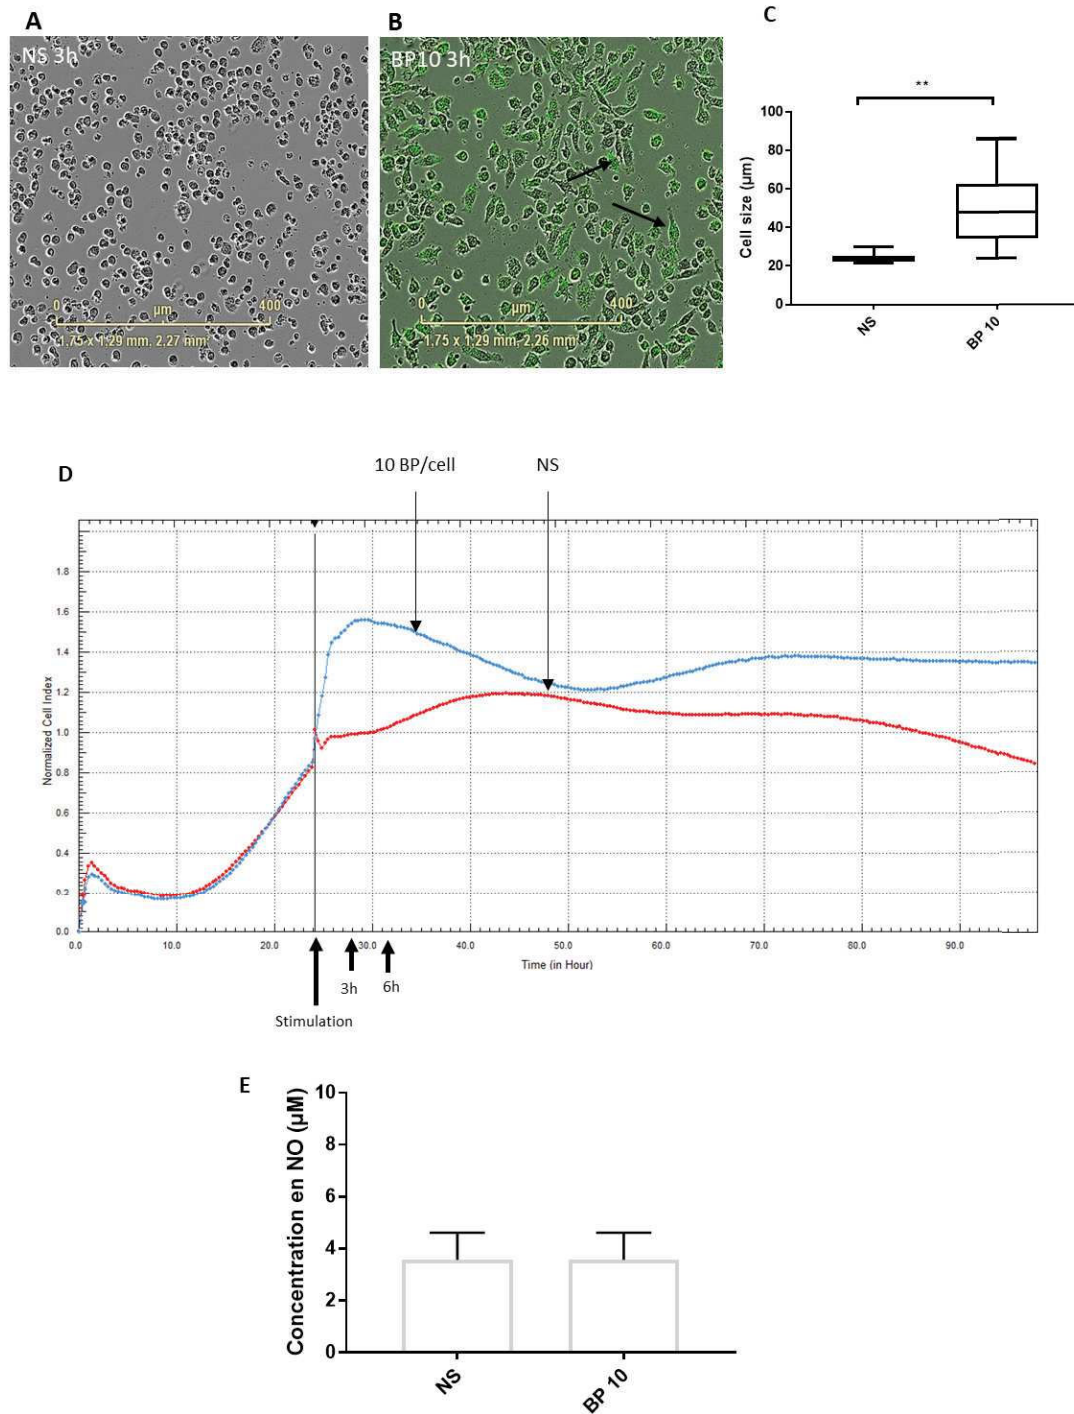 A
NS 3h
0 µm 400
1.75 x 1.29 mm. 2,27 mm.
B
BP10 3h
0 µm 400
1.75 x 1.29 mm. 2,26 mm.
C
**
Cell size (µm)
100
80
60
40
20
0
NS
BP 10
D
10 BP/cell
NS
Normalized Cell Index
1.8
1.6
1.4
1.2
1.0
0.8
0.6
0.4
0.2
0.0
0.0 10.0 20.0 30.0 40.0 50.0 60.0 70.0 80.0 90.0
Time (in Hour)
3h
6h
Stimulation
E
Concentration en NO (µM)
10
8
6
4
2
0
NS
BP 10